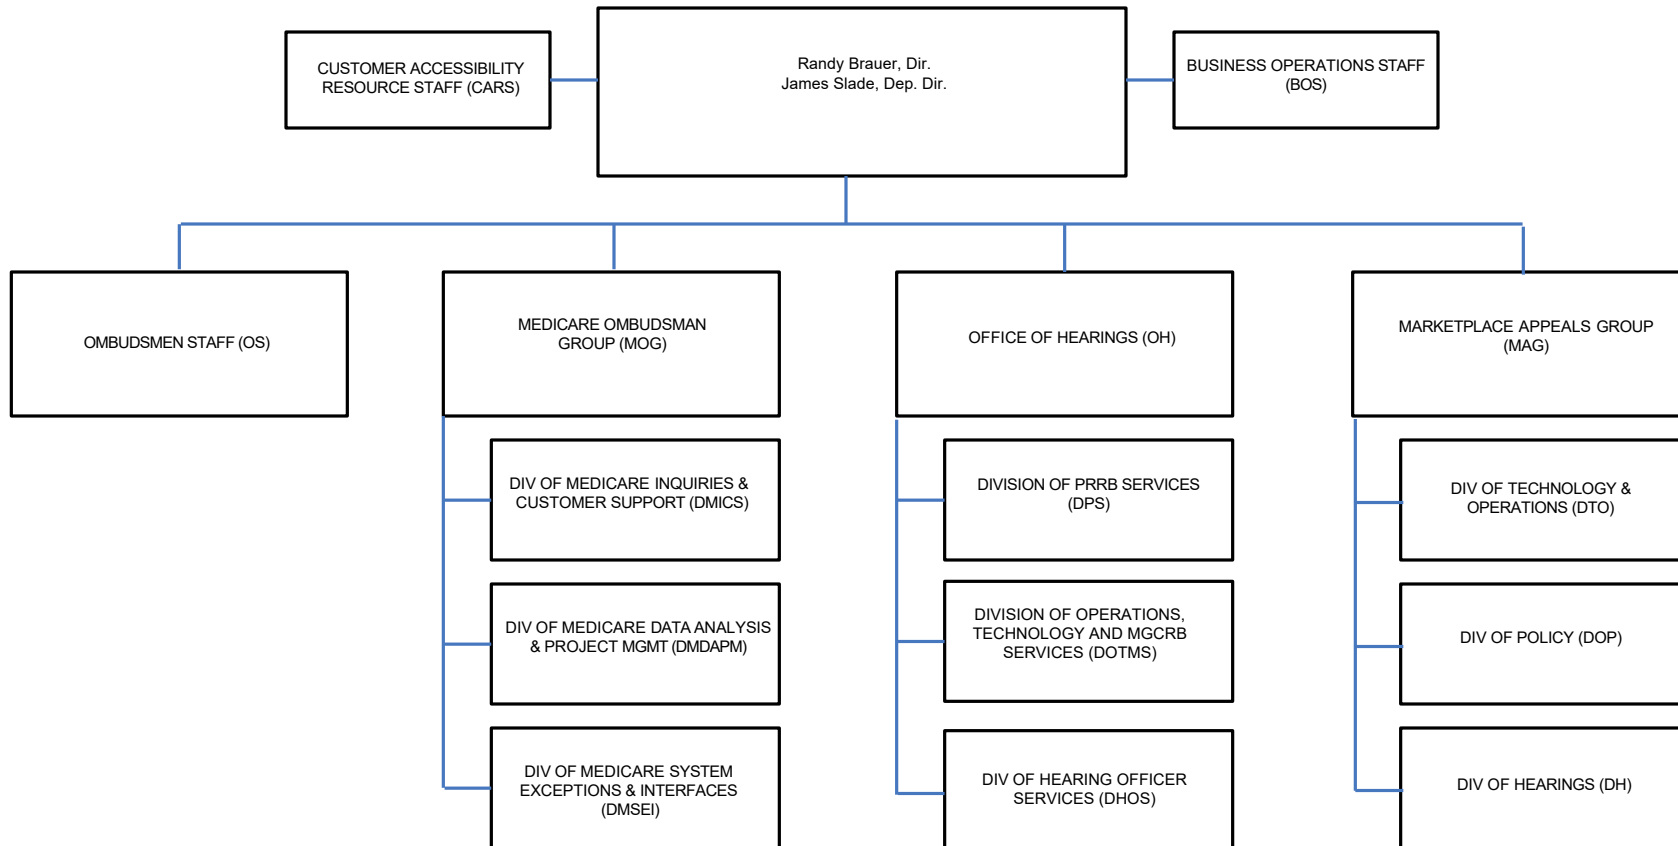 CUSTOMER ACCESSIBILITY
RESOURCE STAFF (CARS)
Randy Brauer, Dir.
James Slade, Dep. Dir.
BUSINESS OPERATIONS STAFF
(BOS)
OMBUDSMEN STAFF (OS)
MEDICARE OMBUDSMAN
GROUP (MOG)
OFFICE OF HEARINGS (OH)
MARKETPLACE APPEALS GROUP
(MAG)
DIV OF MEDICARE INQUIRIES &
CUSTOMER SUPPORT (DMICS)
DIVISION OF PRRB SERVICES
(DPS)
DIV OF TECHNOLOGY &
OPERATIONS (DTO)
DIV OF MEDICARE DATA ANALYSIS
& PROJECT MGMT (DMDAPM)
DIVISION OF OPERATIONS,
TECHNOLOGY AND MGCRB
SERVICES (DOTMS)
DIV OF POLICY (DOP)
DIV OF MEDICARE SYSTEM
EXCEPTIONS & INTERFACES
(DMSEI)
DIV OF HEARING OFFICER
SERVICES (DHOS)
DIV OF HEARINGS (DH)